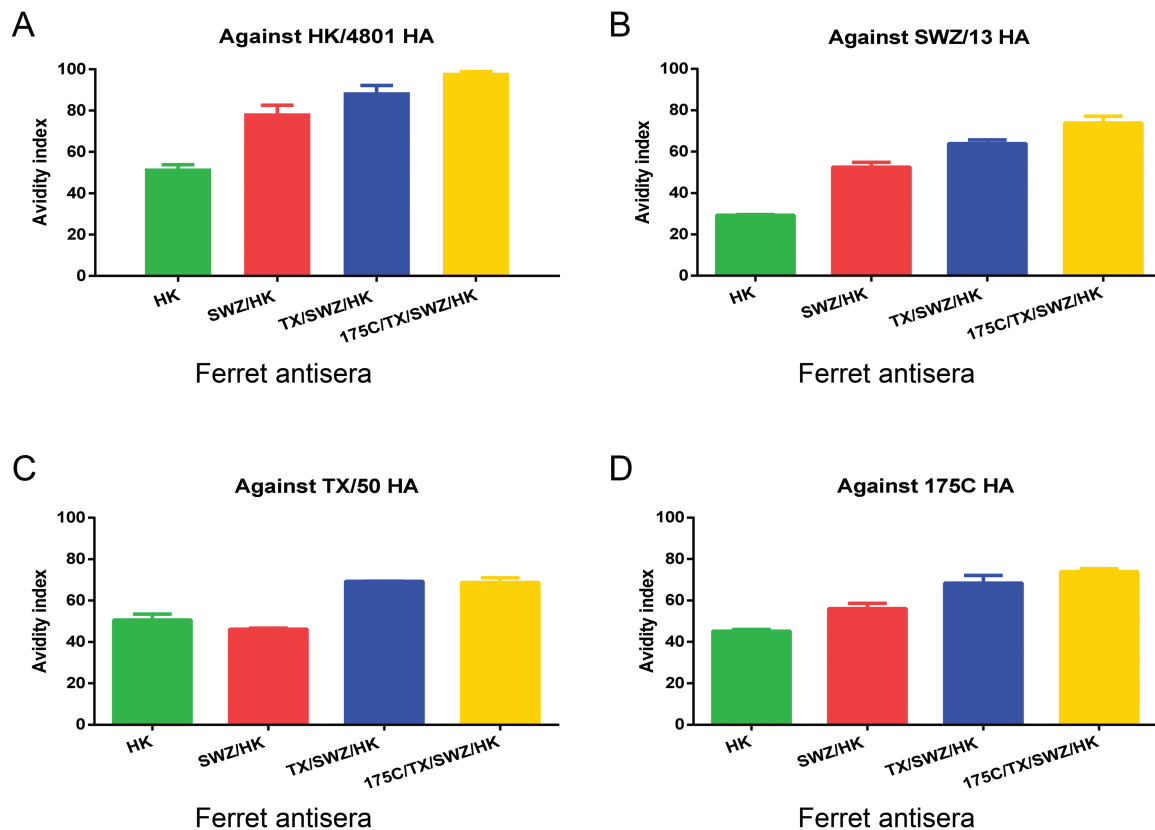 A
Against HK/4801 HA
Avidity index
100
80
60
40
20
0
HK
SWZ/HK
TX/SWZ/HK
175C/TX/SWZ/HK
Ferret antisera
B
Against SWZ/13 HA
Avidity index
100
80
60
40
20
0
HK
SWZ/HK
TX/SWZ/HK
175C/TX/SWZ/HK
Ferret antisera
C
Against TX/50 HA
Avidity index
100
80
60
40
20
0
HK
SWZ/HK
TX/SWZ/HK
175C/TX/SWZ/HK
Ferret antisera
D
Against 175C HA
Avidity index
100
80
60
40
20
0
HK
SWZ/HK
TX/SWZ/HK
175C/TX/SWZ/HK
Ferret antisera